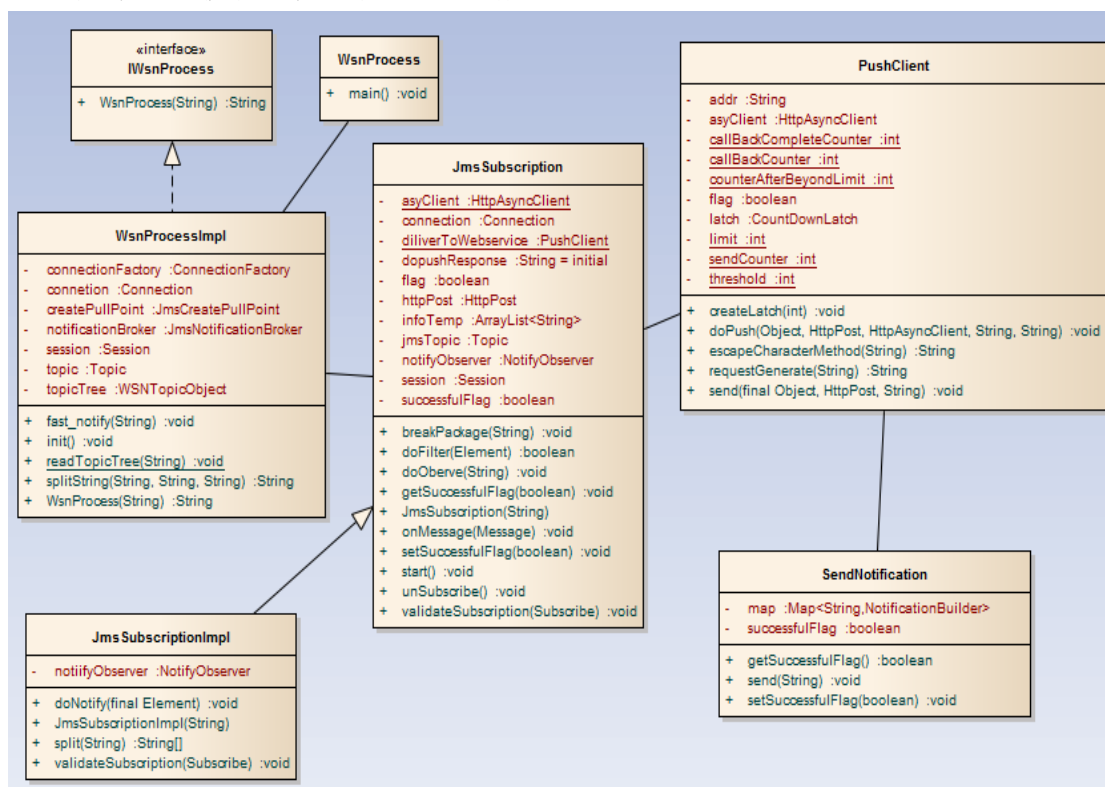 «interface»
IWsnProcess
+ WsnProcess(String) :String
WsnProcess
+ main() :void
PushClient
- addr :String
- asyClient :HttpAsyncClient
- callBackCompleteCounter :int
- callBackCounter :int
- counterAfterBeyondLimit :int
- flag :boolean
- latch :CountDownLatch
- limit :int
- sendCounter :int
- threshold :int
+ createLatch(int) :void
+ doPush(Object, HttpPost, HttpAsyncClient, String, String) :void
+ escapeCharacterMethod(String) :String
+ requestGenerate(String) :String
+ send(final Object, HttpPost, String) :void
JmsSubscription
- asyClient :HttpAsyncClient
- connection :Connection
- diliverToWebservice :PushClient
- dopushResponse :String = initial
- flag :boolean
- httpPost :HttpPost
- infoTemp :ArrayList<String>
- jmsTopic :Topic
- notifyObserver :NotifyObserver
- session :Session
- successfulFlag :boolean
+ breakPackage(String) :void
+ doFilter(Element) :boolean
+ doOberve(String) :void
+ getSuccessfulFlag(boolean) :void
+ JmsSubscription(String)
+ onMessage(Message) :void
+ setSuccessfulFlag(boolean) :void
+ start() :void
+ unSubscribe() :void
+ validateSubscription(Subscribe) :void
WsnProcessImpl
- connectionFactory :ConnectionFactory
- connetion :Connection
- createPullPoint :JmsCreatePullPoint
- notificationBroker :JmsNotificationBroker
- session :Session
- topic :Topic
- topicTree :WSNTopicObject
+ fast_notify(String) :void
+ init() :void
+ readTopicTree(String) :void
+ splitString(String, String, String) :String
+ WsnProcess(String) :String
SendNotification
- map :Map<String,NotificationBuilder>
- successfulFlag :boolean
+ getSuccessfulFlag() :boolean
+ send(String) :void
+ setSuccessfulFlag(boolean) :void
JmsSubscriptionImpl
- notiifyObserver :NotifyObserver
+ doNotify(final Element) :void
+ JmsSubscriptionImpl(String)
+ split(String) :String[]
+ validateSubscription(Subscribe) :void